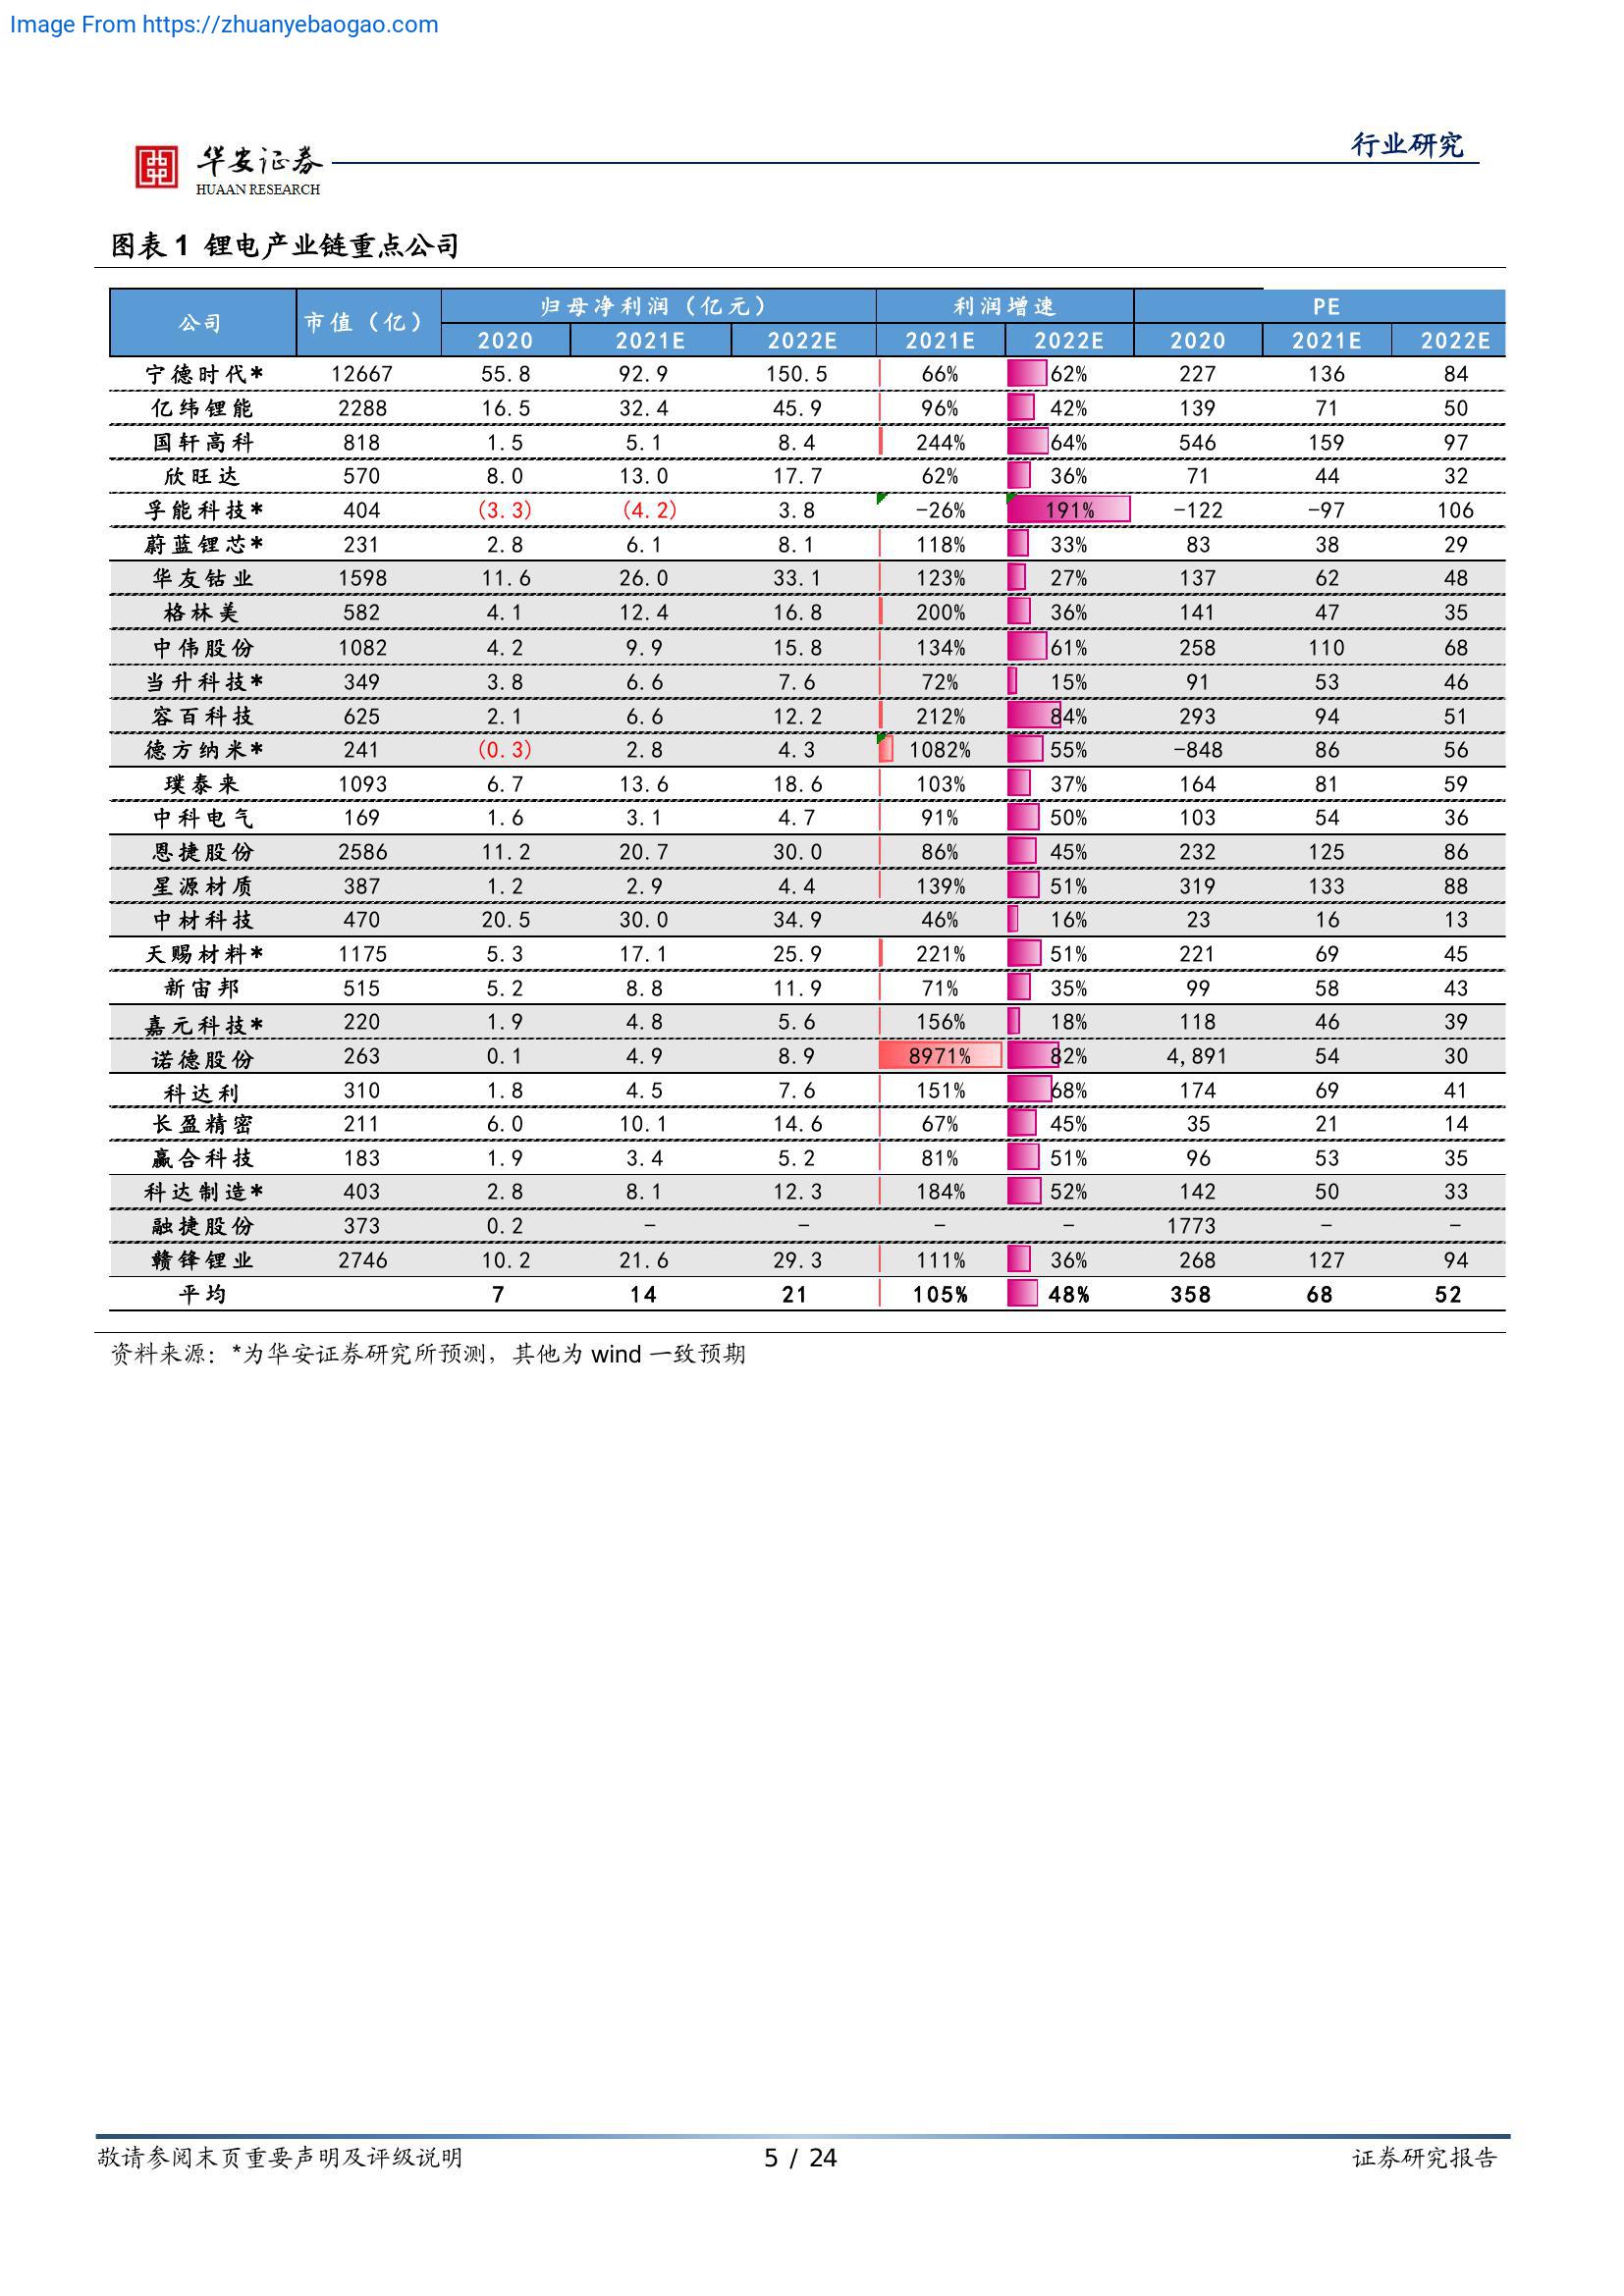 Image From https://zhuanyebaogao.com
华安证券
HUAAN RESEARCH
行业研究
图表 1 锂电产业链重点公司
公司 市值（亿） 归母净利润（亿元） 利润增速 PE
2020 2021E 2022E 2021E 2022E 2020 2021E 2022E
宁德时代* 12667 55.8 92.9 150.5 66% 62% 227 136 84
亿纬锂能 2288 16.5 32.4 45.9 96% 42% 139 71 50
国轩高科 818 1.5 5.1 8.4 244% 64% 546 159 97
欣旺达 570 8.0 13.0 17.7 62% 36% 71 44 32
孚能科技* 404 (3.3) (4.2) 3.8 -26% 191% -122 -97 106
蔚蓝锂芯* 231 2.8 6.1 8.1 118% 33% 83 38 29
华友钴业 1598 11.6 26.0 33.1 123% 27% 137 62 48
格林美 582 4.1 12.4 16.8 200% 36% 141 47 35
中伟股份 1082 4.2 9.9 15.8 134% 61% 258 110 68
当升科技* 349 3.8 6.6 7.6 72% 15% 91 53 46
容百科技 625 2.1 6.6 12.2 212% 84% 293 94 51
德方纳米* 241 (0.3) 2.8 4.3 1082% 55% -848 86 56
璞泰来 1093 6.7 13.6 18.6 103% 37% 164 81 59
中科电气 169 1.6 3.1 4.7 91% 50% 103 54 36
恩捷股份 2586 11.2 20.7 30.0 86% 45% 232 125 86
星源材质 387 1.2 2.9 4.4 139% 51% 319 133 88
中材科技 470 20.5 30.0 34.9 46% 16% 23 16 13
天赐材料* 1175 5.3 17.1 25.9 221% 51% 221 69 45
新宙邦 515 5.2 8.8 11.9 71% 35% 99 58 43
嘉元科技* 220 1.9 4.8 5.6 156% 18% 118 46 39
诺德股份 263 0.1 4.9 8.9 8971% 82% 4,891 54 30
科达利 310 1.8 4.5 7.6 151% 68% 174 69 41
长盈精密 211 6.0 10.1 14.6 67% 45% 35 21 14
赢合科技 183 1.9 3.4 5.2 81% 51% 96 53 35
科达制造* 403 2.8 8.1 12.3 184% 52% 142 50 33
融捷股份 373 0.2 - - - - 1773 - -
赣锋锂业 2746 10.2 21.6 29.3 111% 36% 268 127 94
平均 7 14 21 105% 48% 358 68 52
资料来源：*为华安证券研究所预测，其他为 wind 一致预期
敬请参阅末页重要声明及评级说明 5 / 24 证券研究报告